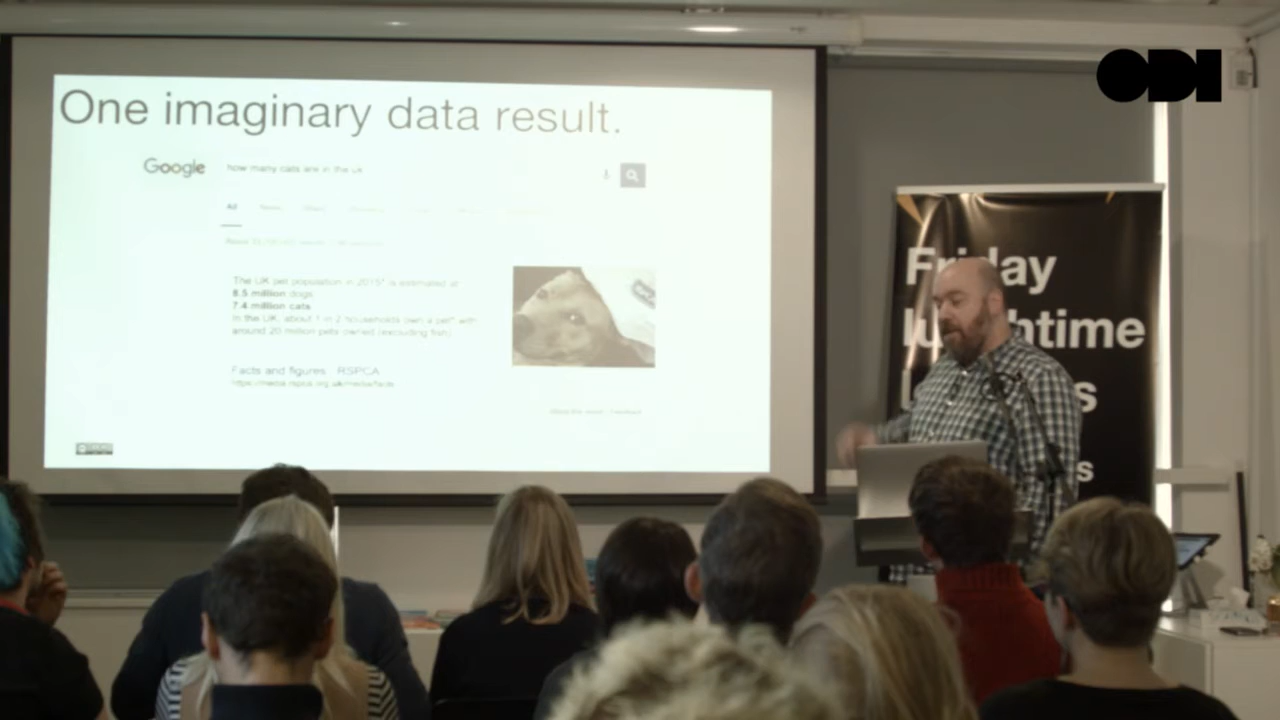 ODI
One imaginary data result.
Google how many cats are in the uk
All
The UK pet population in 2015* is estimated at
8.5 million dogs
7.4 million cats
In the UK, about 1 in 2 households own a pet* with
around 20 million pets owned (excluding fish)
Facts and figures RSPCA
Friday
lu htime
s
s